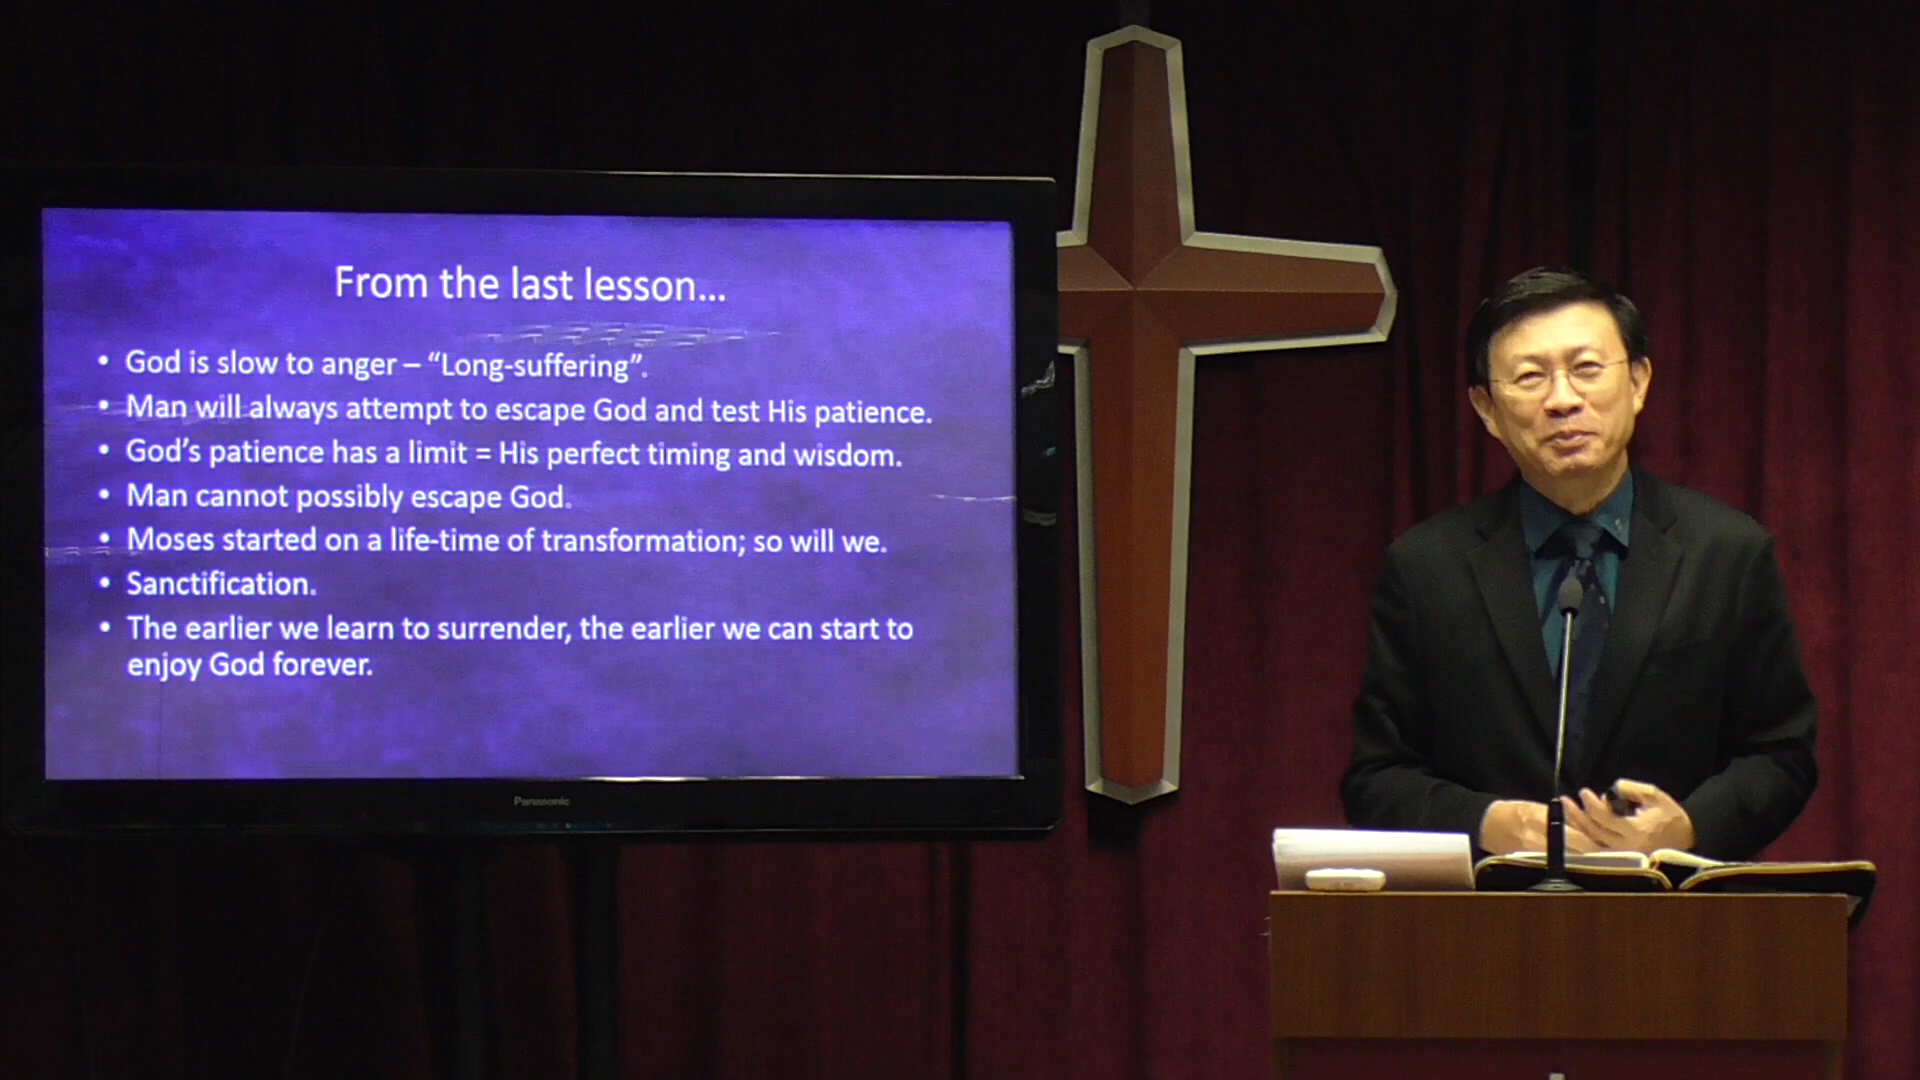 From the last lesson...
• God is slow to anger – “Long-suffering”.
• Man will always attempt to escape God and test His patience.
• God’s patience has a limit = His perfect timing and wisdom.
• Man cannot possibly escape God.
• Moses started on a life-time of transformation; so will we.
• Sanctification.
• The earlier we learn to surrender, the earlier we can start to
enjoy God forever.
Panasonic